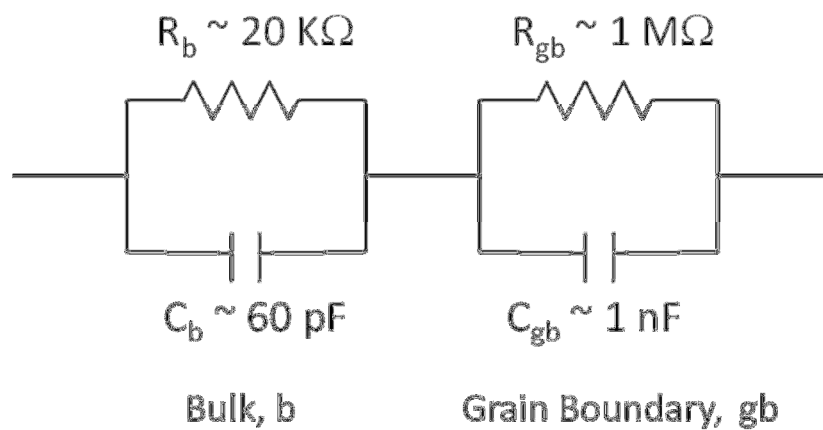 R_b ~ 20 KΩ
R_gb ~ 1 MΩ
C_b ~ 60 pF
C_gb ~ 1 nF
Bulk, b
Grain Boundary, gb